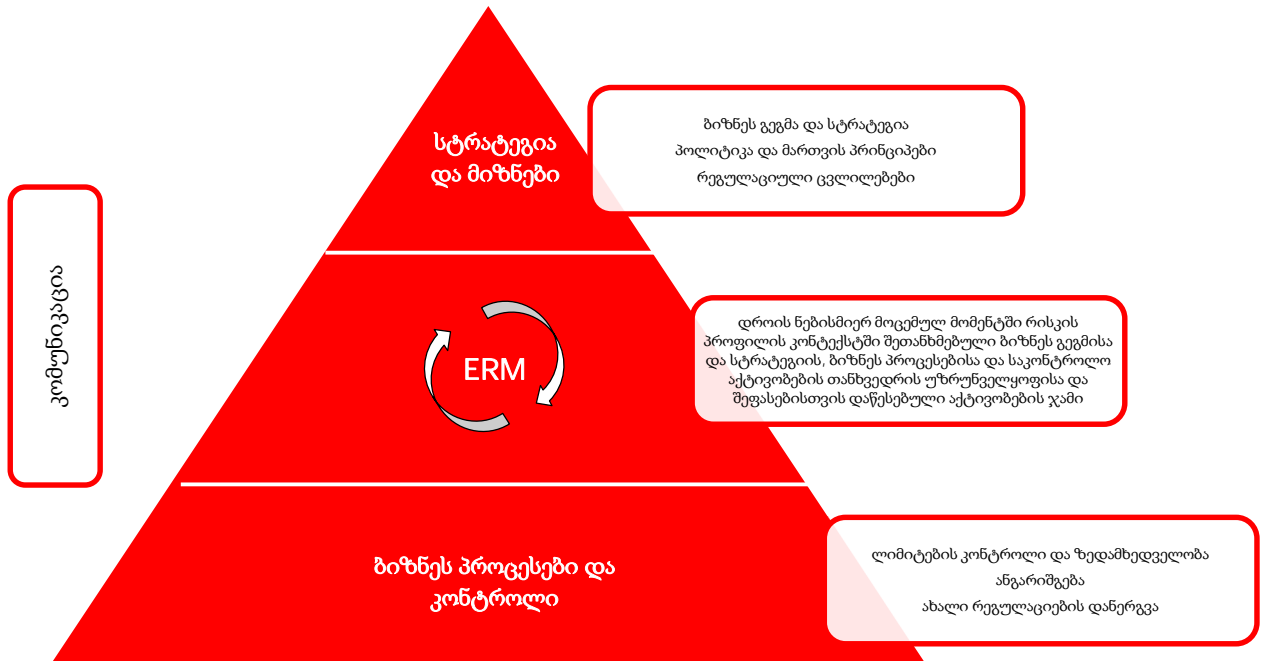 სტრატეგია
და მიზნები
ბიზნეს გეგმა და სტრატეგია
პოლიტიკა და მართვის პრინციპები
რეგულაციული ცვლილებები
კომუნიკაცია
ERM
დროის ნებისმიერ მოცემულ მომენტში რისკის
პროფილის კონტექსტში შეთანხმებული ბიზნეს გეგმისა
და სტრატეგიის, ბიზნეს პროცესებისა და საკონტროლო
აქტივობების თანხვედრის უზრუნველყოფისა და
შეფასებისთვის დაწესებული აქტივობების ჯამი
ბიზნეს პროცესები და
კონტროლი
ლიმიტების კონტროლი და ზედამხედველობა
ანგარიშგება
ახალი რეგულაციების დანერგვა